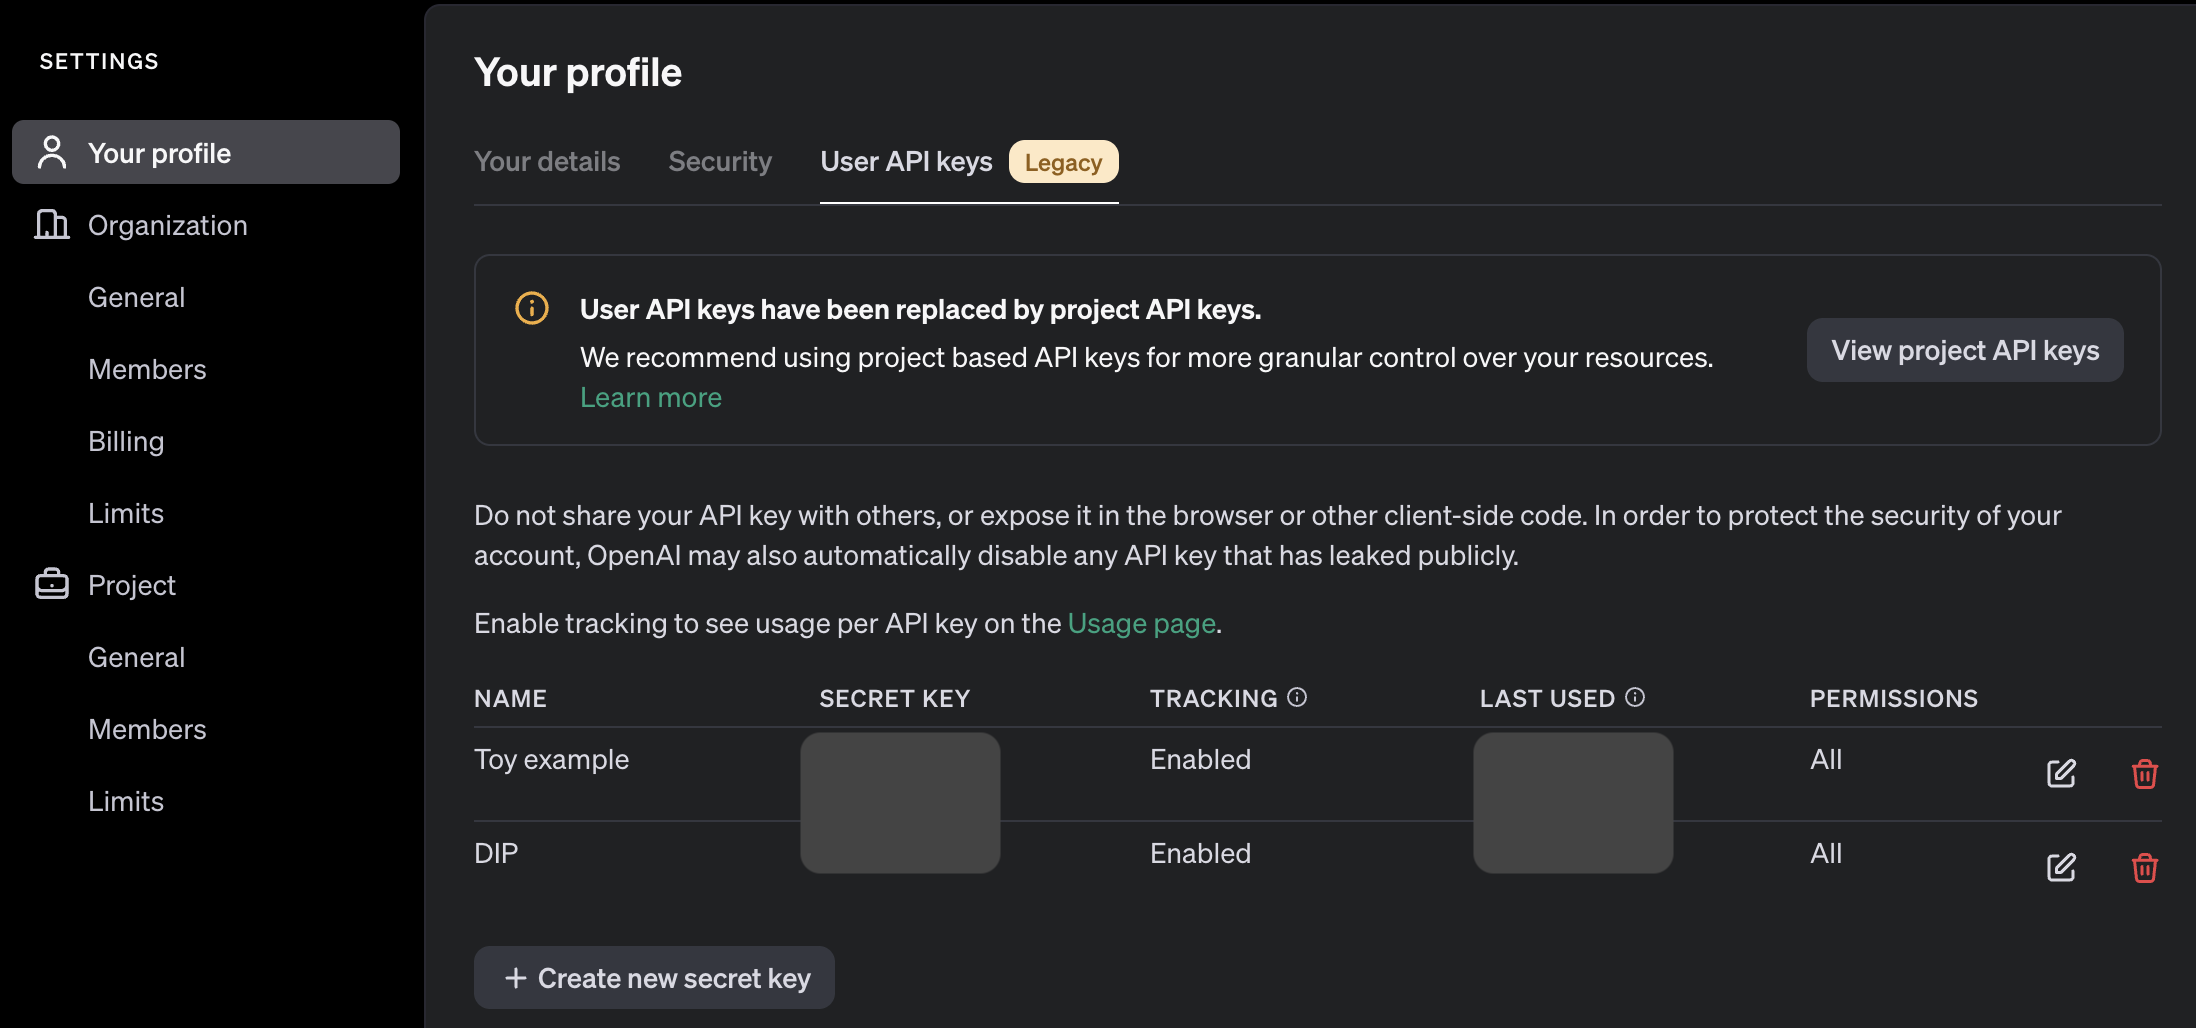 SETTINGS
Your profile
Organization
General
Members
Billing
Limits
Project
General
Members
Limits
Your profile
Your details Security User API keys Legacy
User API keys have been replaced by project API keys.
We recommend using project based API keys for more granular control over your resources.
Learn more
View project API keys
Do not share your API key with others, or expose it in the browser or other client-side code. In order to protect the security of your
account, OpenAI may also automatically disable any API key that has leaked publicly.
Enable tracking to see usage per API key on the Usage page.
NAME SECRET KEY TRACKING LAST USED PERMISSIONS
Toy example Enabled All
DIP Enabled All
+ Create new secret key